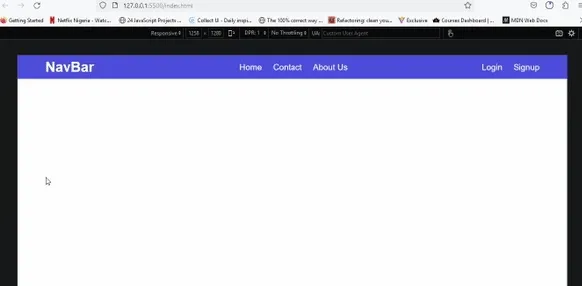 127.0.0.1:5500/index.html
Getting Started Netflix Nigeria - Watc... 24 JavaScript Projects ... Collect UI - Daily inspi... The 100% correct way ... Refactoring: clean you... Exclusive Courses Dashboard | ... MDN Web Docs
Responsive 1258 × 1200 DPR: 1 No Throttling UA: Custom User Agent
NavBar Home Contact About Us Login Signup